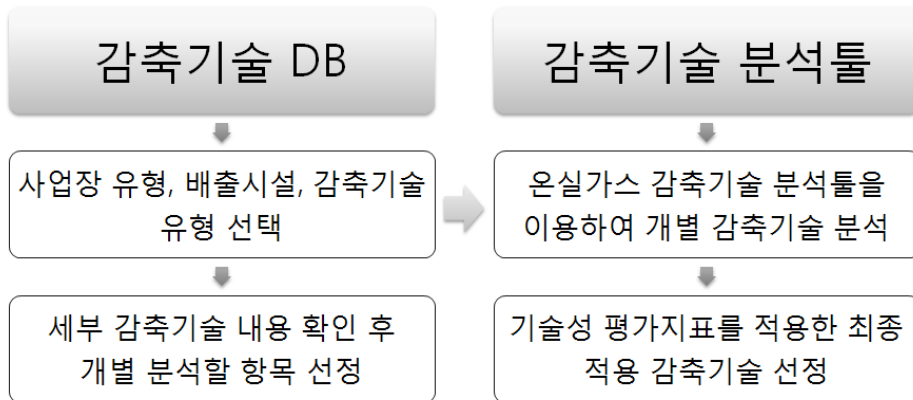 감축기술 DB
사업장 유형, 배출시설, 감축기술
유형 선택
세부 감축기술 내용 확인 후
개별 분석할 항목 선정
감축기술 분석툴
온실가스 감축기술 분석툴을
이용하여 개별 감축기술 분석
기술성 평가지표를 적용한 최종
적용 감축기술 선정